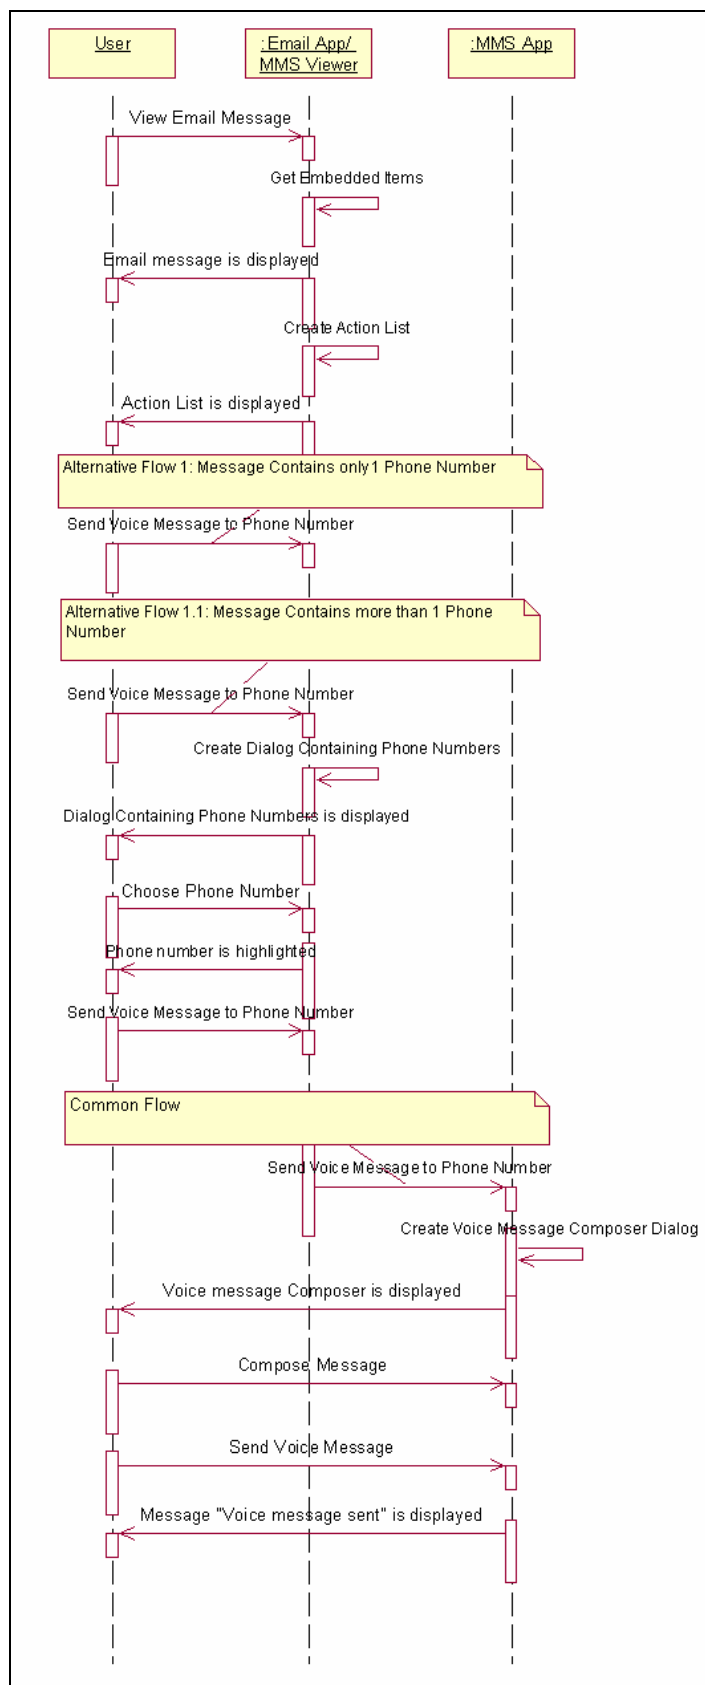 User
:Email App/
MMS Viewer
:MMS App
View Email Message
Get Embedded Items
Email message is displayed
Create Action List
Action List is displayed
Alternative Flow 1: Message Contains only 1 Phone Number
Send Voice Message to Phone Number
Alternative Flow 1.1: Message Contains more than 1 Phone
Number
Send Voice Message to Phone Number
Create Dialog Containing Phone Numbers
Dialog Containing Phone Numbers is displayed
Choose Phone Number
Phone number is highlighted
Send Voice Message to Phone Number
Common Flow
Send Voice Message to Phone Number
Create Voice Message Composer Dialog
Voice message Composer is displayed
Compose Message
Send Voice Message
Message "Voice message sent" is displayed